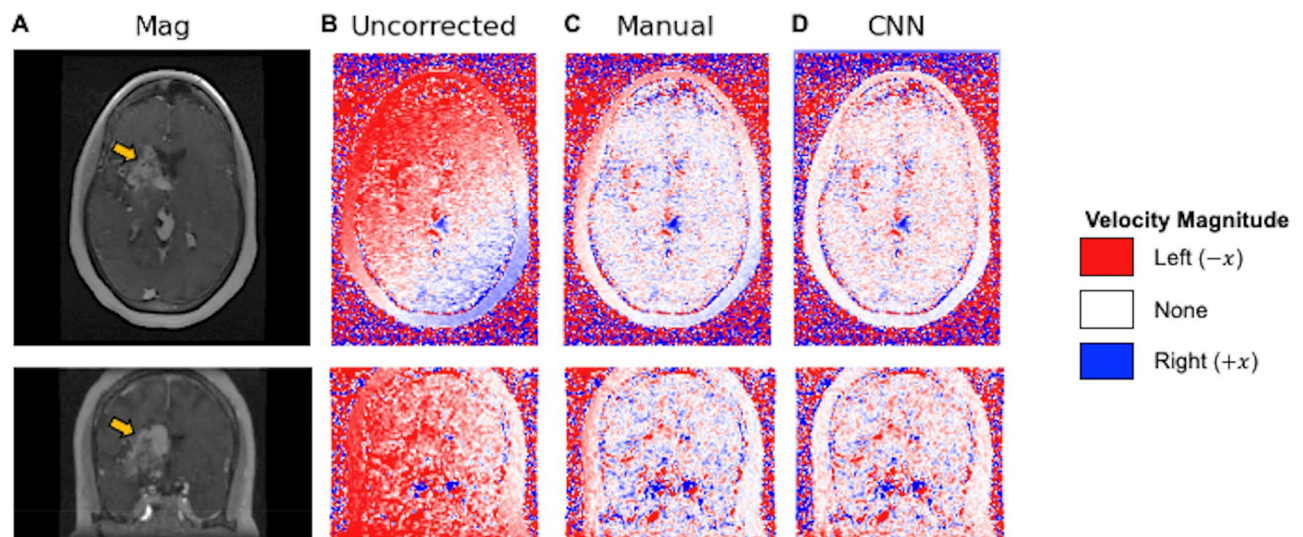 A Mag B Uncorrected C Manual D CNN
Velocity Magnitude
Left (−x)
None
Right (+x)